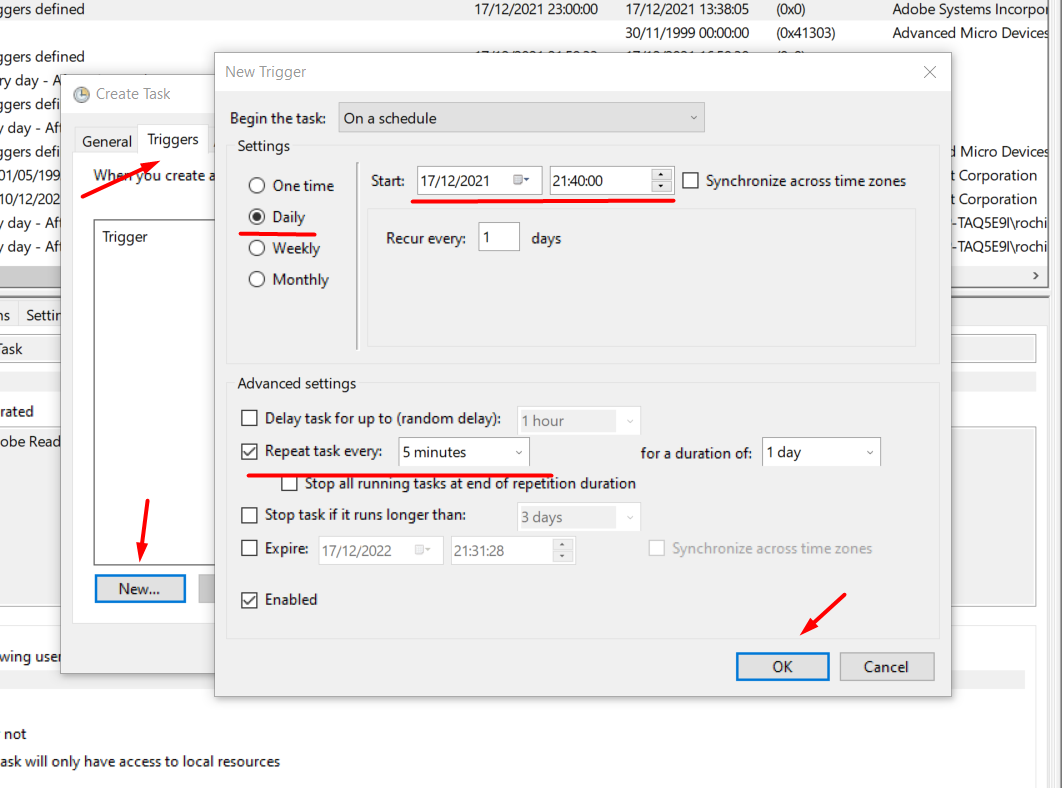 ggers defined 17/12/2021 23:00:00 17/12/2021 13:38:05 (0x0) Adobe Systems Incorpor
30/11/1999 00:00:00 (0x41303) Advanced Micro Devices
ggers defined
ry day - A
ggers defi
y day - Aft
ggers defi d Micro Devices
01/05/199 t Corporation
10/12/202 t Corporation
y day - Aft -TAQ5E9I\rochi
y day - Aft -TAQ5E9I\rochi
ns Settin
Task
rated
obe Read
wing user
not
ask will only have access to local resources
Create Task
General Triggers
When you create a
Trigger
New...
New Trigger
Begin the task: On a schedule
Settings
One time
Daily
Weekly
Monthly
Start: 17/12/2021 21:40:00 Synchronize across time zones
Recur every: 1 days
Advanced settings
Delay task for up to (random delay): 1 hour
Repeat task every: 5 minutes for a duration of: 1 day
Stop all running tasks at end of repetition duration
Stop task if it runs longer than: 3 days
Expire: 17/12/2022 21:31:28 Synchronize across time zones
Enabled
OK Cancel